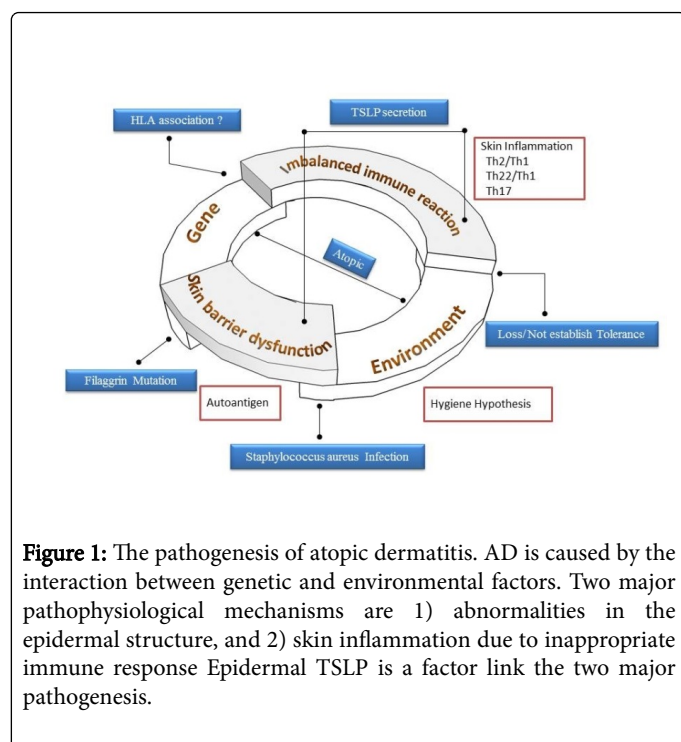 TSLP secretion
HLA association ?
Skin Inflammation
Th2/Th1
Th22/Th1
Th17
Imbalanced immune reaction
Gene
Atopic
Skin barrier dysfunction
Environment
Loss/Not establish Tolerance
Filaggrin Mutation
Autoantigen
Hygiene Hypothesis
Staphylococcus aureus Infection
Figure 1: The pathogenesis of atopic dermatitis. AD is caused by the
interaction between genetic and environmental factors. Two major
pathophysiological mechanisms are 1) abnormalities in the
epidermal structure, and 2) skin inflammation due to inappropriate
immune response Epidermal TSLP is a factor link the two major
pathogenesis.